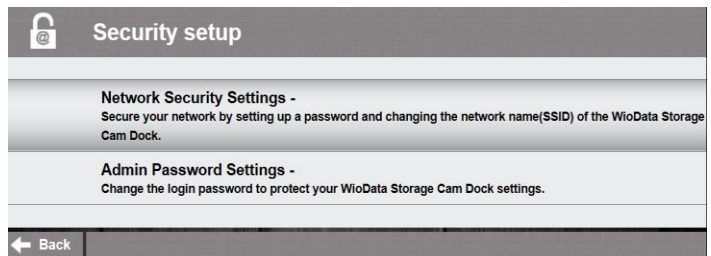 @
Security setup
Network Security Settings -
Secure your network by setting up a password and changing the network name(SSID) of the WioData Storage
Cam Dock.
Admin Password Settings -
Change the login password to protect your WioData Storage Cam Dock settings.
Back